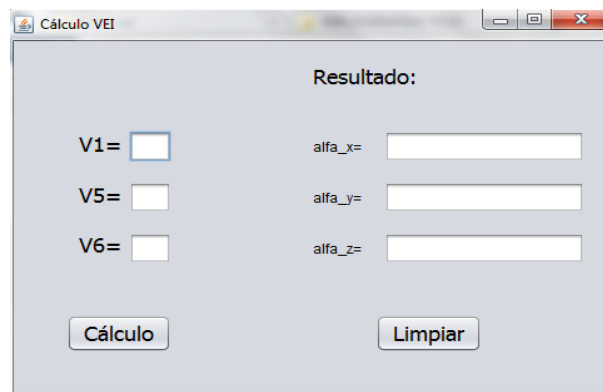 Cálculo VEI
Resultado:
V1= alfa_x=
V5= alfa_y=
V6= alfa_z=
Cálculo Limpiar